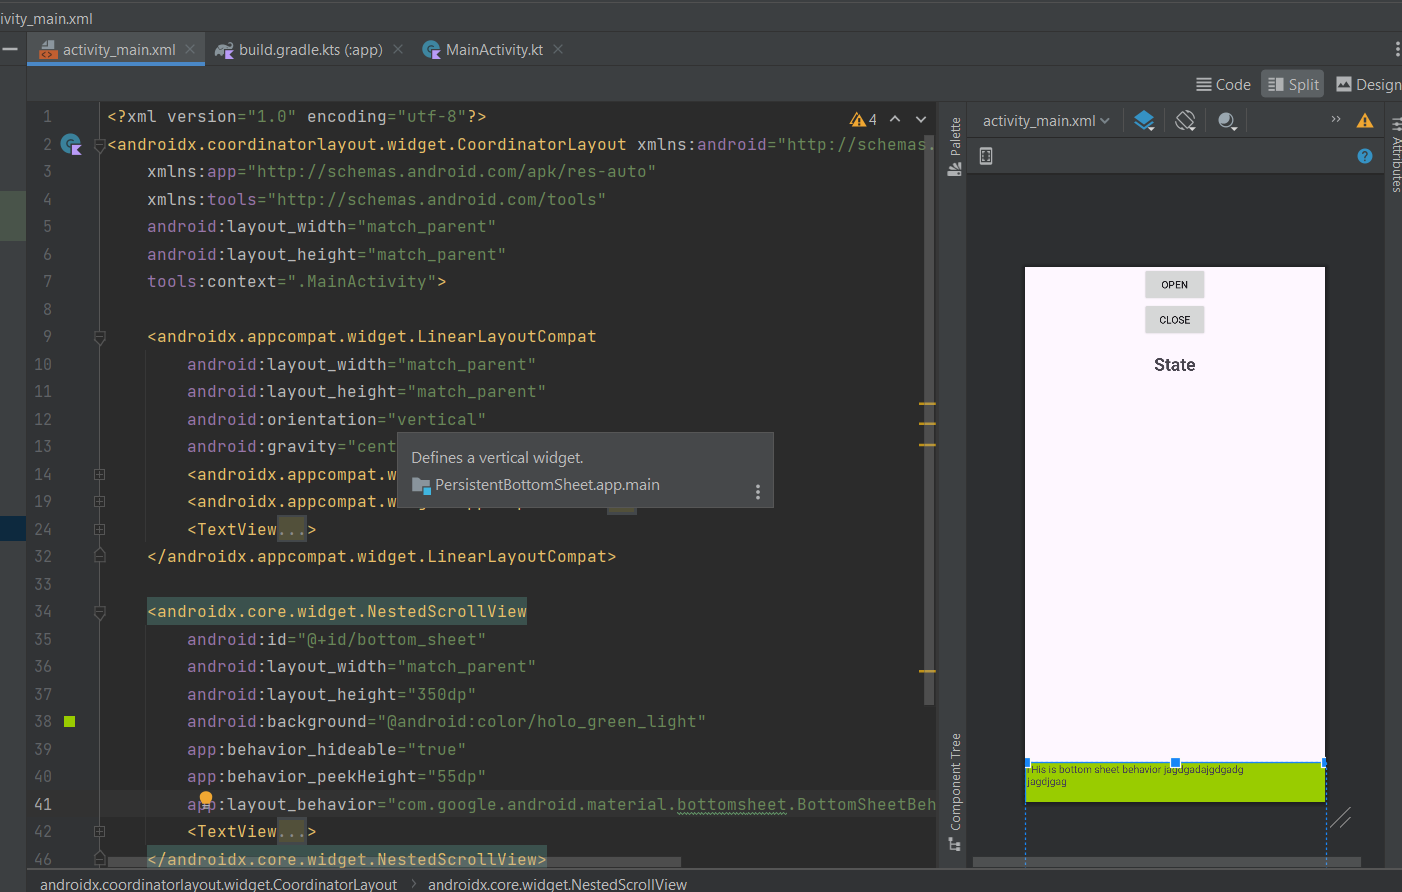 ivity_main.xml
activity_main.xml build.gradle.kts (:app) MainActivity.kt
Code Split Design
1 <?xml version="1.0" encoding="utf-8"?>
4
2 <androidx.coordinatorlayout.widget.CoordinatorLayout xmlns:android="http://schemas.
3 xmlns:app="http://schemas.android.com/apk/res-auto"
4 xmlns:tools="http://schemas.android.com/tools"
5 android:layout_width="match_parent"
6 android:layout_height="match_parent"
7 tools:context=".MainActivity">
8
9 <androidx.appcompat.widget.LinearLayoutCompat
10 android:layout_width="match_parent"
11 android:layout_height="match_parent"
12 android:orientation="vertical"
13 android:gravity="cent
14 <androidx.appcompat.w
19 <androidx.appcompat.w
24 <TextView...>
32 </androidx.appcompat.widget.LinearLayoutCompat>
33
34 <androidx.core.widget.NestedScrollView
35 android:id="@+id/bottom_sheet"
36 android:layout_width="match_parent"
37 android:layout_height="350dp"
38 android:background="@android:color/holo_green_light"
39 app:behavior_hideable="true"
40 app:behavior_peekHeight="55dp"
41 app:layout_behavior="com.google.android.material.bottomsheet.BottomSheetBeh
42 <TextView...>
46 </androidx.core.widget.NestedScrollView>
Defines a vertical widget.
PersistentBottomSheet.app.main
androidx.coordinatorlayout.widget.CoordinatorLayout androidx.core.widget.NestedScrollView
Palette
Component Tree
activity_main.xml
Attributes
OPEN
CLOSE
State
This is bottom sheet behavior jagdgadajgdgadg
jagdjgag